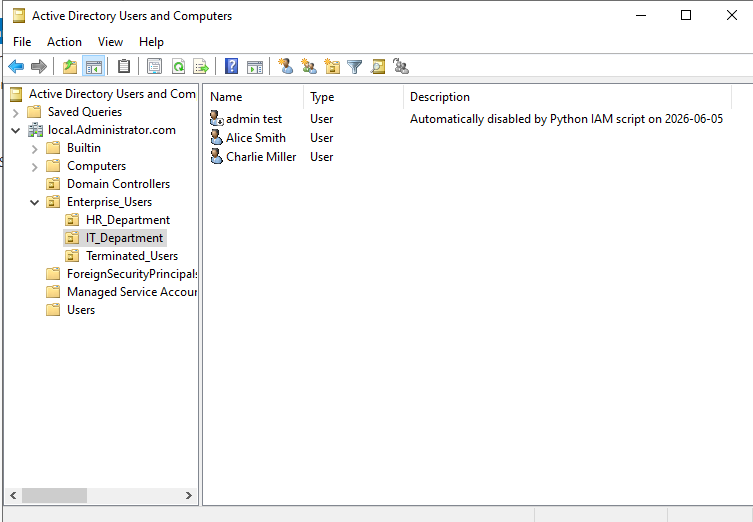 Active Directory Users and Computers
File Action View Help
Active Directory Users and Com
Saved Queries
local.Administrator.com
Builtin
Computers
Domain Controllers
Enterprise_Users
HR_Department
IT_Department
Terminated_Users
ForeignSecurityPrincipals
Managed Service Accour
Users
Name Type Description
admin test User Automatically disabled by Python IAM script on 2026-06-05
Alice Smith User
Charlie Miller User